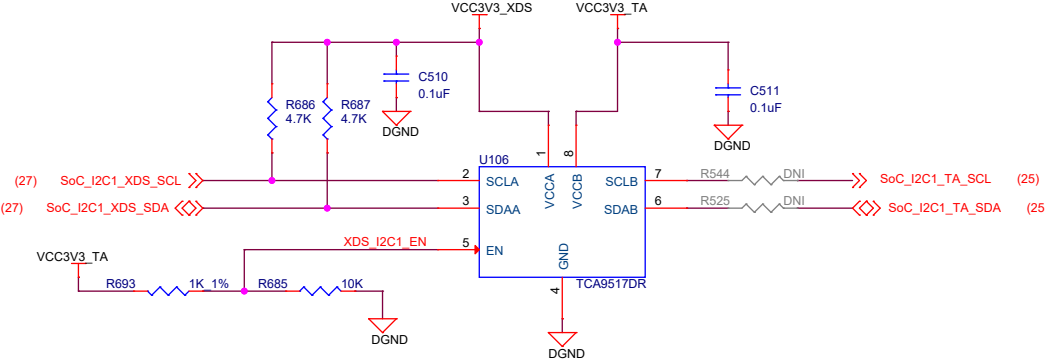 VCC3V3_XDS
VCC3V3_TA
C510
0.1uF
R686
4.7K
R687
4.7K
DGND
C511
0.1uF
DGND
U106
1
8
(27) SoC_I2C1_XDS_SCL
2
SCLA
VCCA
VCCB
SCLB
7
R544
DNI
SoC_I2C1_TA_SCL (25)
(27) SoC_I2C1_XDS_SDA
3
SDAA
SDAB
6
R525
DNI
SoC_I2C1_TA_SDA (25
XDS_I2C1_EN
5
EN
GND
VCC3V3_TA
R693
1K_1%
R685
10K
4
TCA9517DR
DGND
DGND